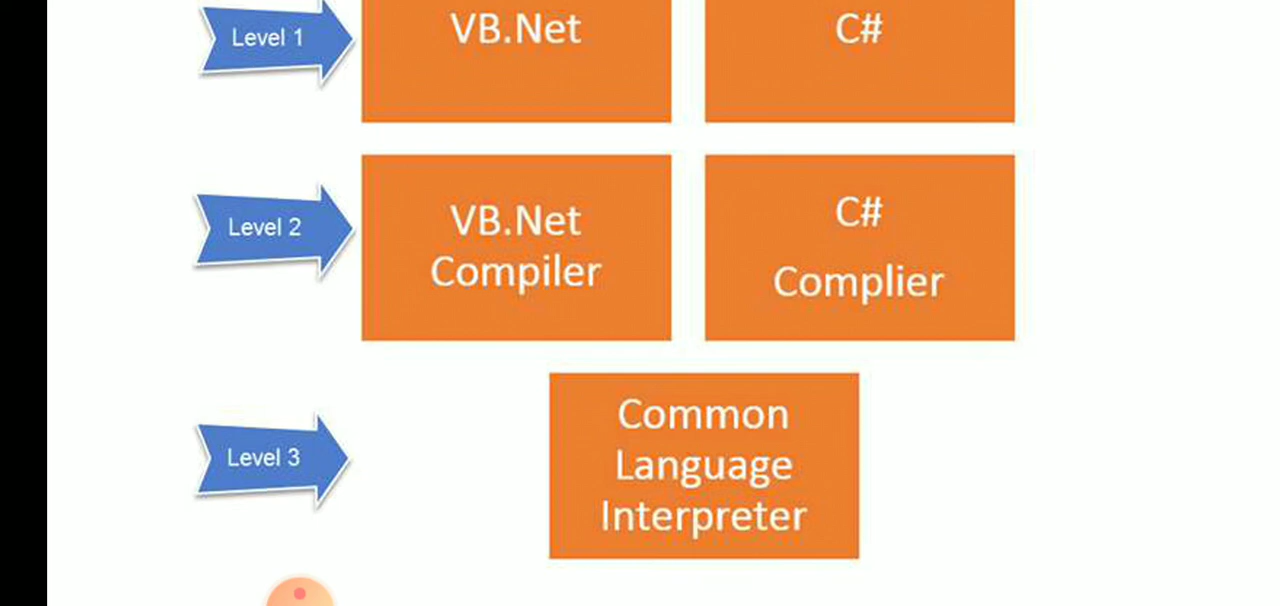 Level 1
VB.Net
C#
Level 2
VB.Net
Compiler
C#
Complier
Level 3
Common
Language
Interpreter